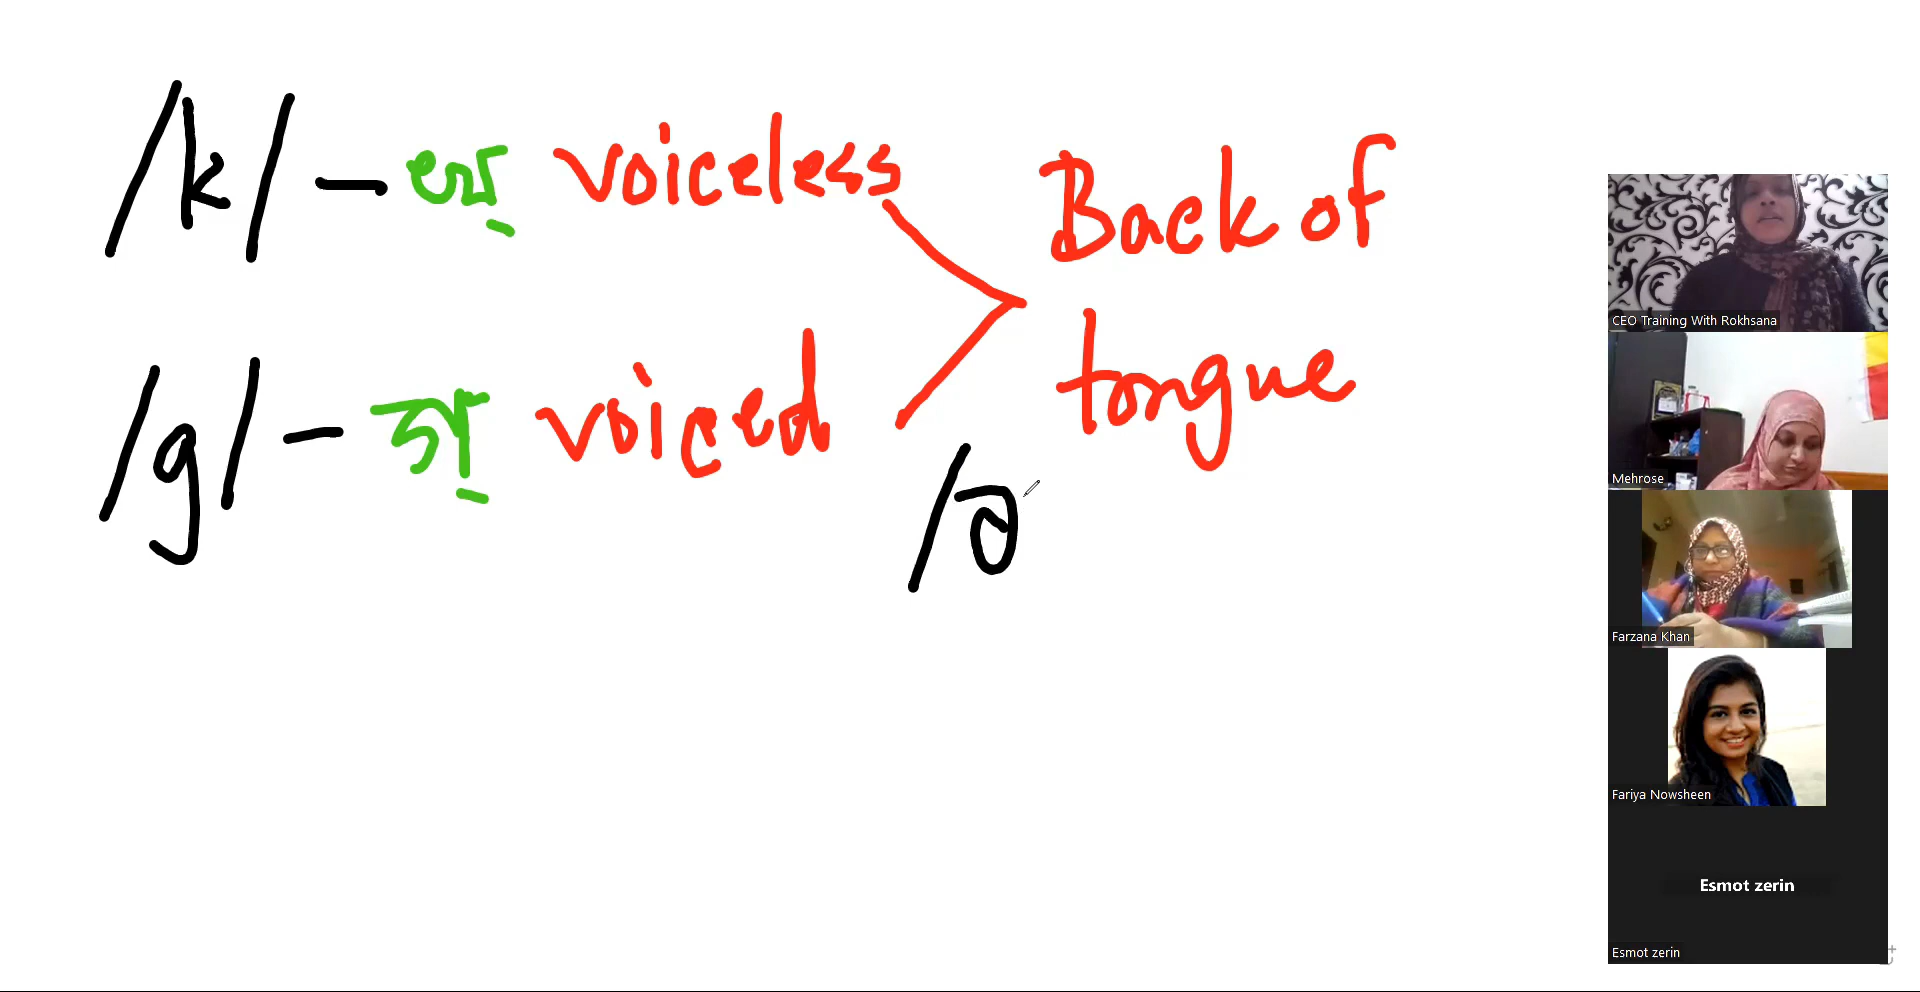 /k/ – খ্ voiceless
Back of
tongue
/g/ – গ্ voiced
/ə
CEO Training With Rokhsana
Mehrose
Farzana Khan
Fariya Nowsheen
Esmot zerin
Esmot zerin